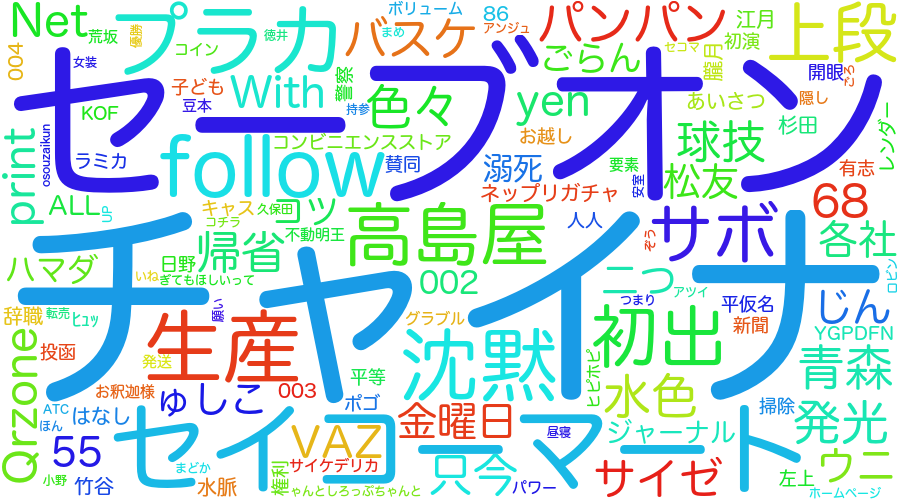 Net
プラカ
ボリューム
86
アンジュ
パンパン
江月
上段
荒坂
優勝
コイン
徳井
まめ
バスケ
セコマ
初演
004
女装
With
警察
色々
ごらん
朧月
開眼
ごろ
子ども
豆本
持参
yen
あいさつ
隠し
KOF
セーブオン
コンビニエンスストア
お越し
球技
杉田
レンダー
print
osouzaikun
ラミカ
follow
賛同
溺死
要素
安室
松友
有志
ALL
UP
キャス
コチラ
久保田
コツ
高島屋
ネップリガチャ
人人
ぞう
サボ
68
各社
ハマダ
日野
帰省
不動明王
002
二つ
ロビン
チャイナ
いね
ぎてもほしいって
つまり
アツイ
平仮名
じん
辞職
転売
ヒュッ
願い
生産
グラブル
沈黙
初出
新聞
YGPDFN
Qrzone
投函
発送
平等
ヒピホピ
青森
お釈迦様
003
水色
ATC
ほん
はなし
ゆしこ
ポゴ
金曜日
掃除
発光
55
セイコーマート
VAZ
昼寝
ジャーナル
小野
竹谷
まどか
水脈
権利
サイケデリカ
ゃんとしろっぷちゃんと
只今
パワー
サイゼ
左上
ウニ
ホームページ